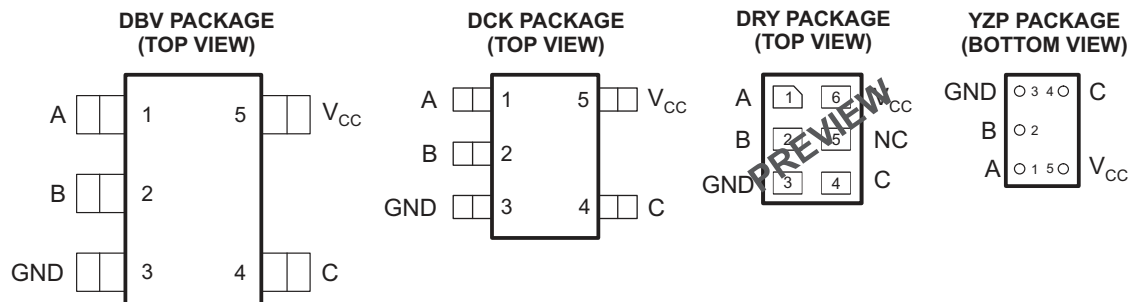 DBV PACKAGE
(TOP VIEW)
A 1 5 VCC
B 2
GND 3 4 C
DCK PACKAGE
(TOP VIEW)
A 1 5 VCC
B 2
GND 3 4 C
DRY PACKAGE
(TOP VIEW)
A 1 6 VCC
B 2 5 NC
GND 3 4 C
PREVIEW
YZP PACKAGE
(BOTTOM VIEW)
GND 3 4 C
B 2
A 1 5 VCC